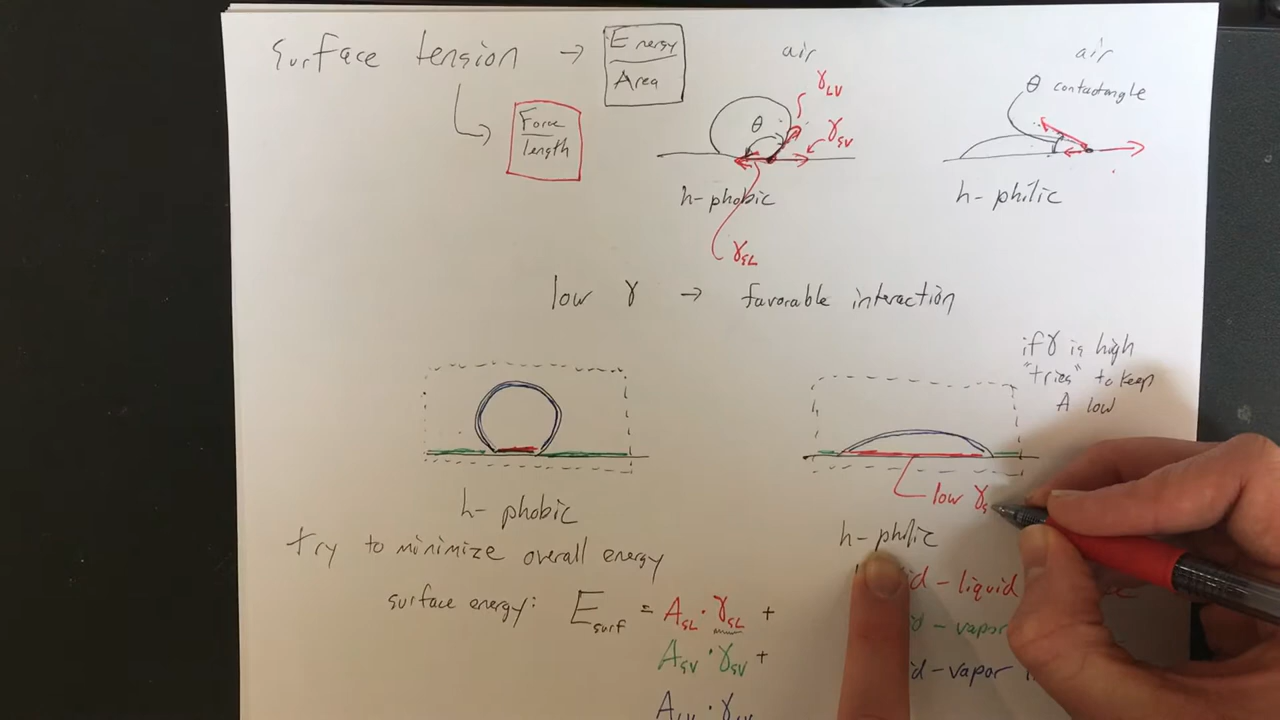 surface tension → Energy
Area
Force
length
air
γLV
θ
γSV
h-phobic
γSL
air
θ contact angle
h-philic
low γ → favorable interaction
if γ is high
"tries" to keep
A low
h-phobic
low γS
h-philic
try to minimize overall energy
surface energy: Esurf = ASL · γSL +
ASV · γSV +
-liquid
-vapor
-vapor